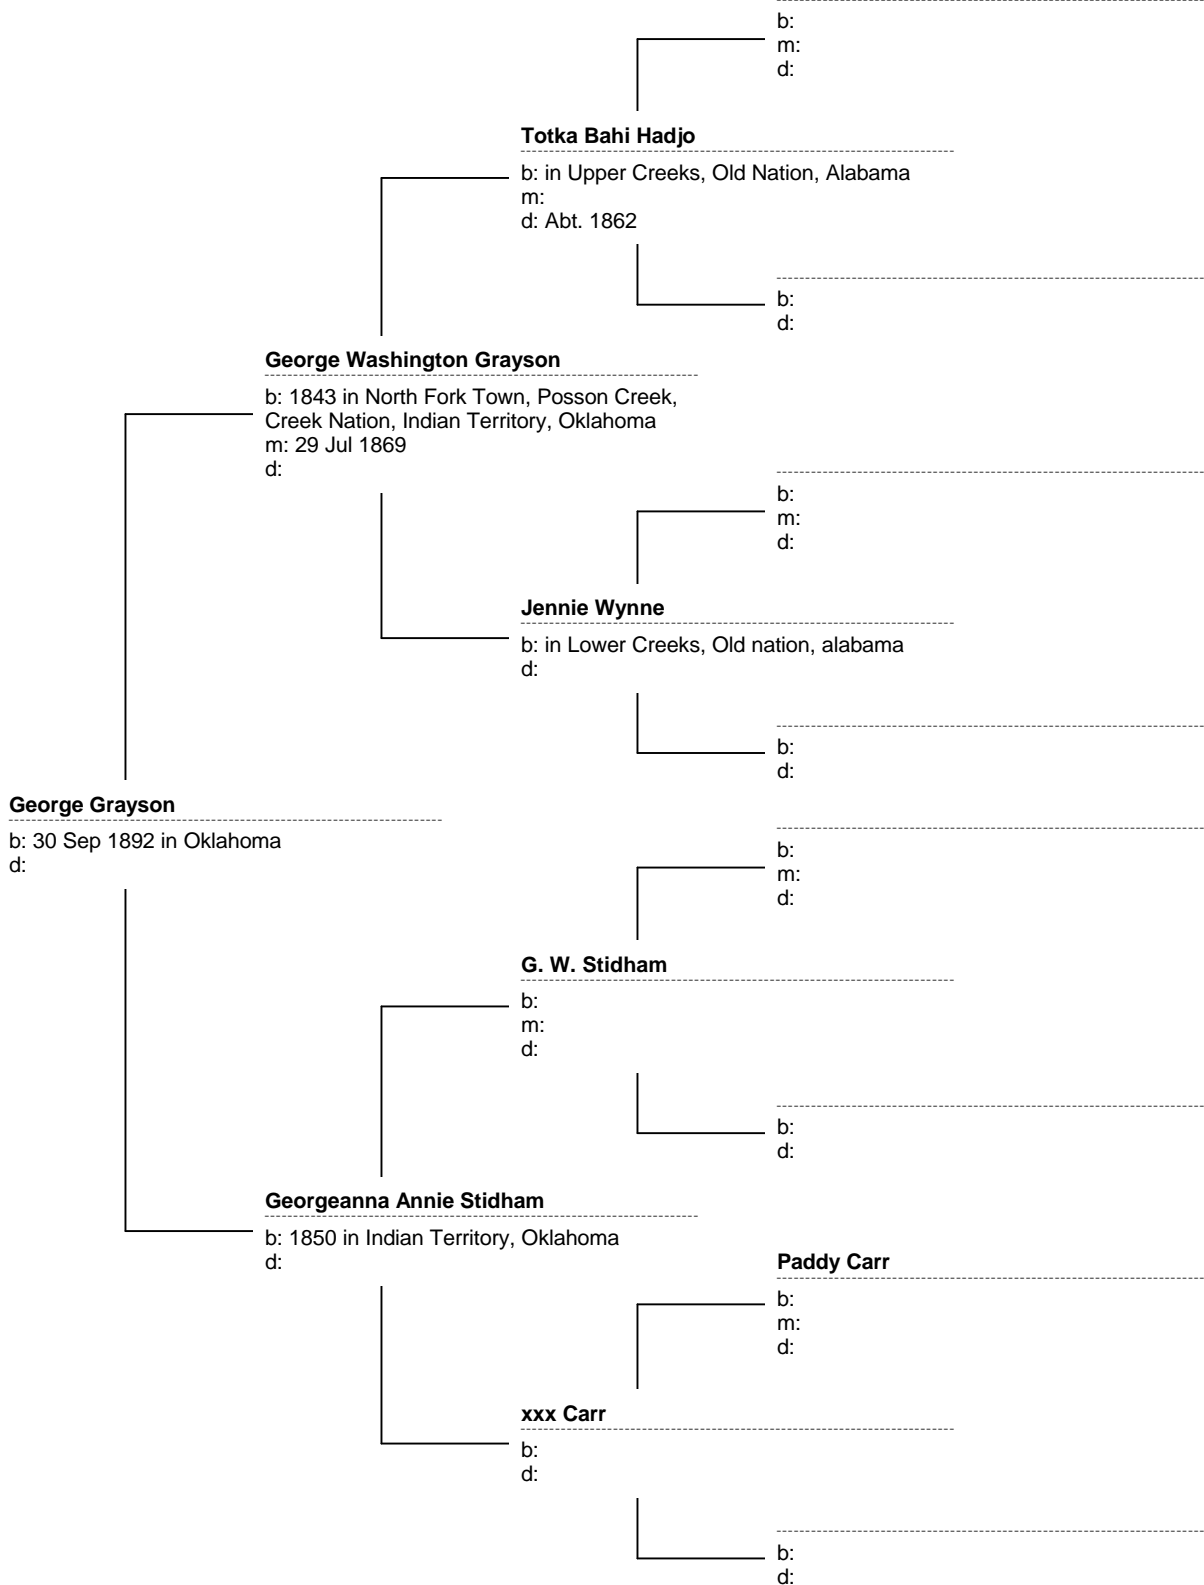 b:
m:
d:
Totka Bahi Hadjo
b: in Upper Creeks, Old Nation, Alabama
m:
d: Abt. 1862
b:
d:
George Washington Grayson
b: 1843 in North Fork Town, Posson Creek,
Creek Nation, Indian Territory, Oklahoma
m: 29 Jul 1869
d:
b:
m:
d:
Jennie Wynne
b: in Lower Creeks, Old nation, alabama
d:
b:
d:
George Grayson
b: 30 Sep 1892 in Oklahoma
d:
b:
m:
d:
G. W. Stidham
b:
m:
d:
b:
d:
Georgeanna Annie Stidham
b: 1850 in Indian Territory, Oklahoma
d:
Paddy Carr
b:
m:
d:
xxx Carr
b:
d:
b:
d: